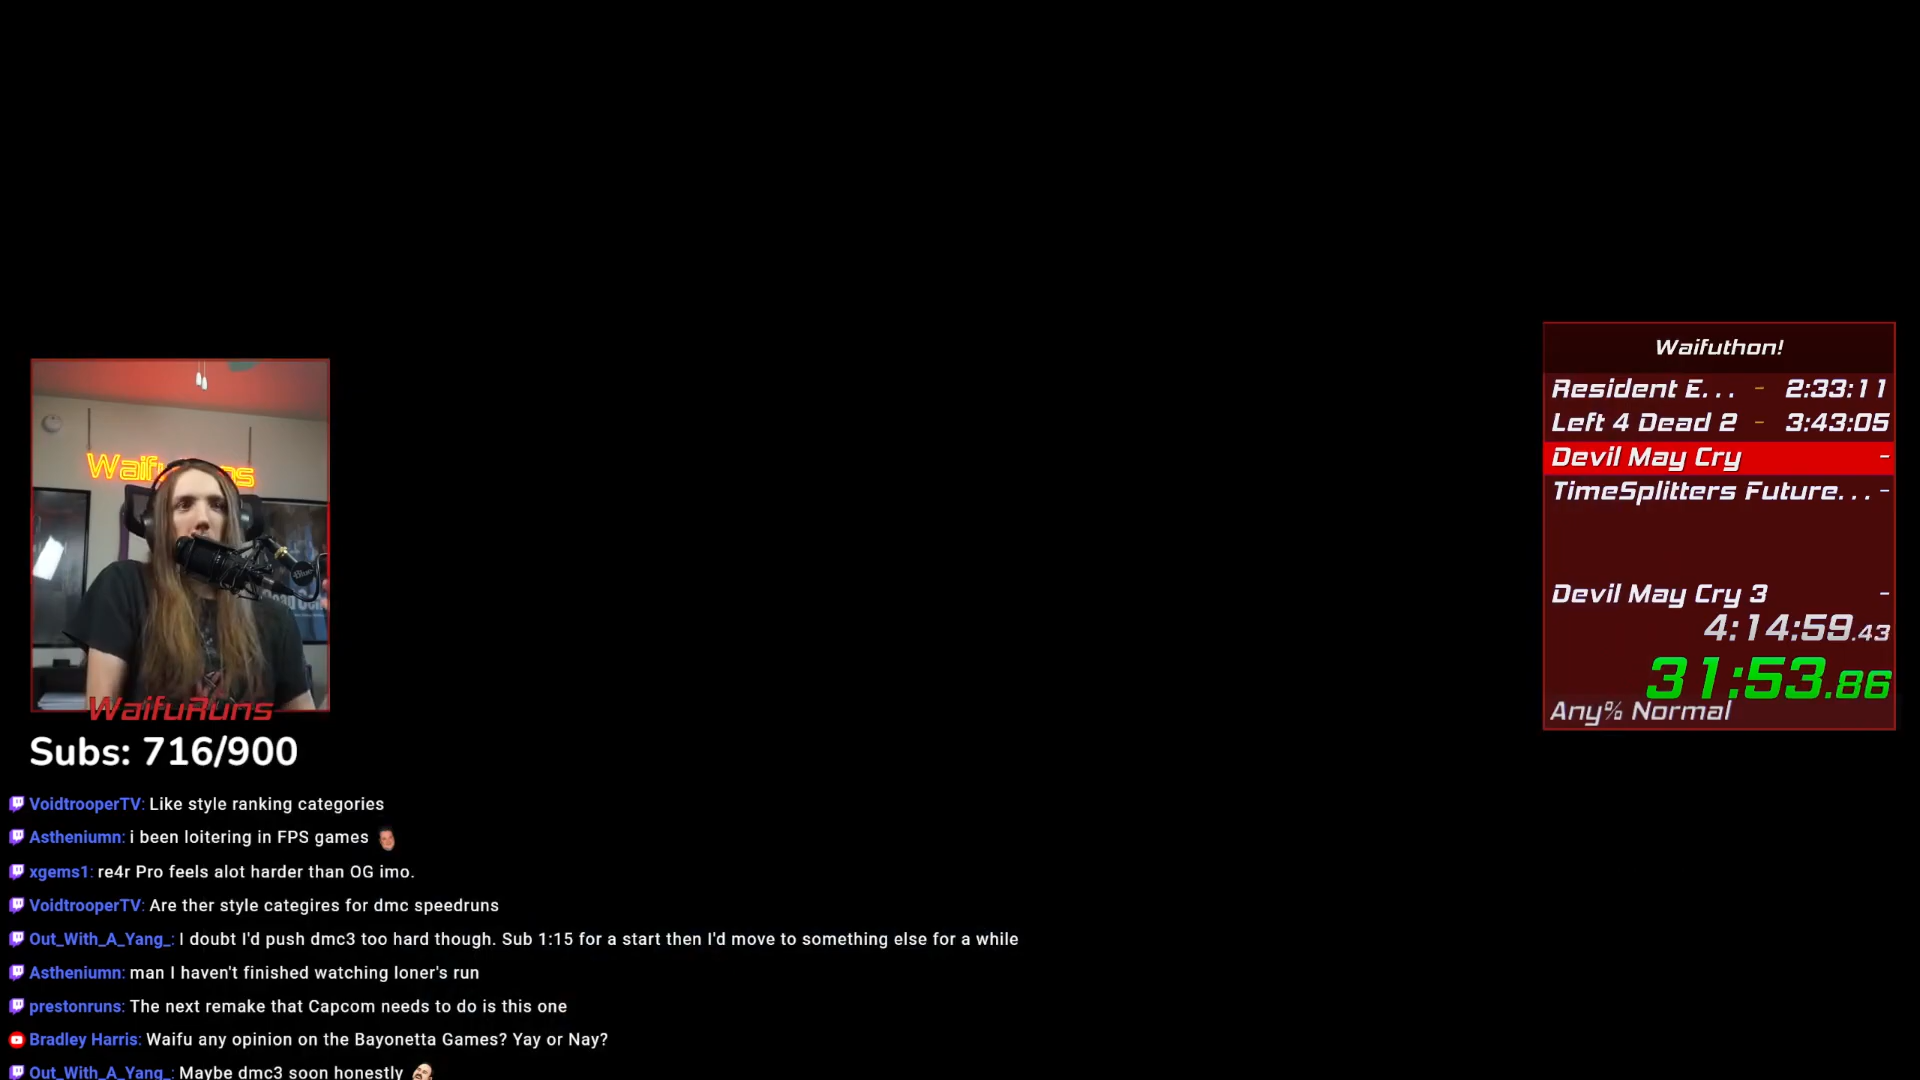 Waifuthon!
Resident E... - 2:33:11
Left 4 Dead 2 - 3:43:05
Devil May Cry -
TimeSplitters Future... -
Devil May Cry 3 -
4:14:59.43
31:53.86
Any% Normal
WaifuRuns
Subs: 716/900
VoidtrooperTV: Like style ranking categories
Astheniumn: i been loitering in FPS games
xgems1: re4r Pro feels alot harder than OG imo.
VoidtrooperTV: Are ther style categires for dmc speedruns
Out_With_A_Yang_: I doubt I'd push dmc3 too hard though. Sub 1:15 for a start then I'd move to something else for a while
Astheniumn: man I haven't finished watching loner's run
prestonruns: The next remake that Capcom needs to do is this one
Bradley Harris: Waifu any opinion on the Bayonetta Games? Yay or Nay?
Out_With_A_Yang_: Maybe dmc3 soon honestly